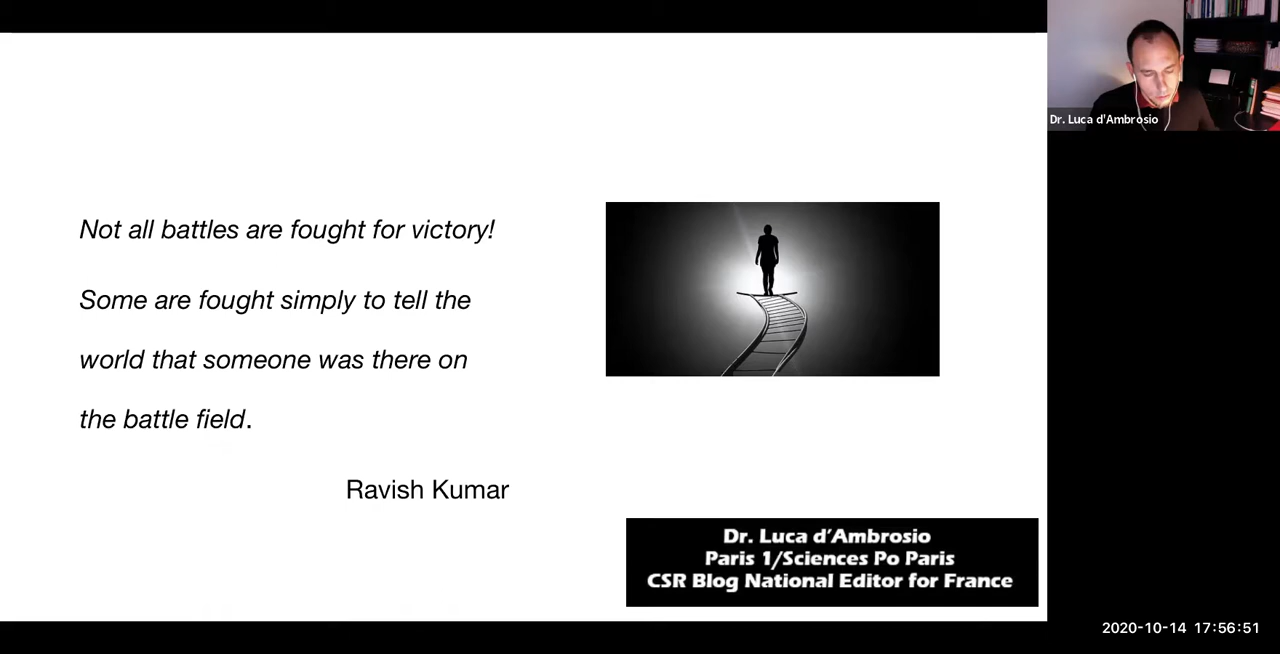 Dr. Luca d'Ambrosio
Not all battles are fought for victory!
Some are fought simply to tell the
world that someone was there on
the battle field.
Ravish Kumar
Dr. Luca d'Ambrosio
Paris 1/Sciences Po Paris
CSR Blog National Editor for France
2020-10-14 17:56:51